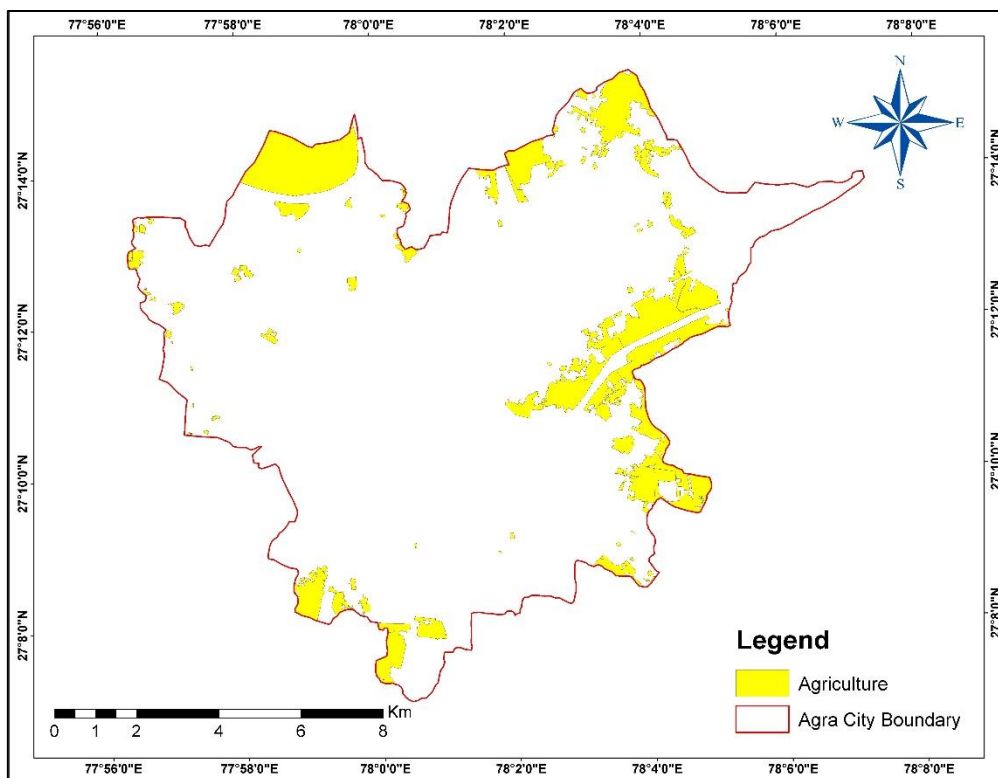 77°56'0"E 77°58'0"E 78°0'0"E 78°2'0"E 78°4'0"E 78°6'0"E 78°8'0"E
N
W E
S
27°14'0"N 27°14'0"N
27°12'0"N 27°12'0"N
27°10'0"N 27°10'0"N
27°8'0"N 27°8'0"N
Legend
Agriculture
Agra City Boundary
Km
0 1 2 4 6 8
77°56'0"E 77°58'0"E 78°0'0"E 78°2'0"E 78°4'0"E 78°6'0"E 78°8'0"E